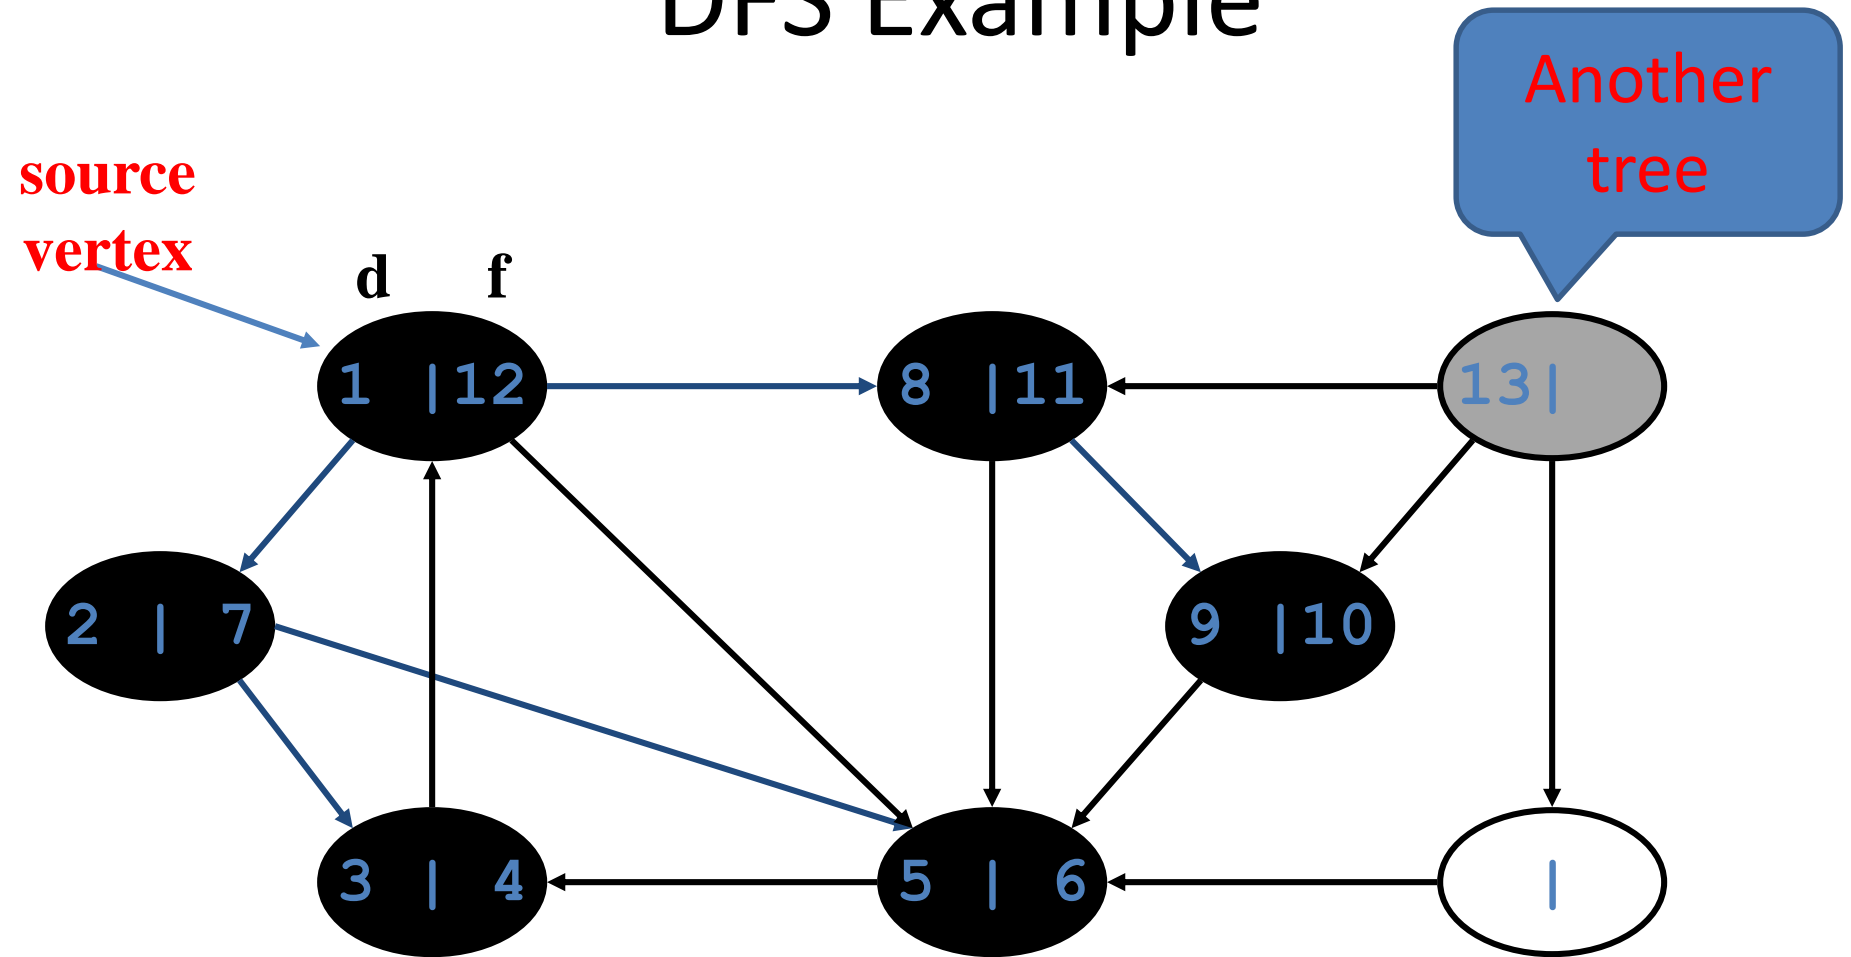 DFS Example
Another
tree
source
vertex
d f
1 |12
8 |11
13|
2 | 7
9 |10
3 | 4
5 | 6
|